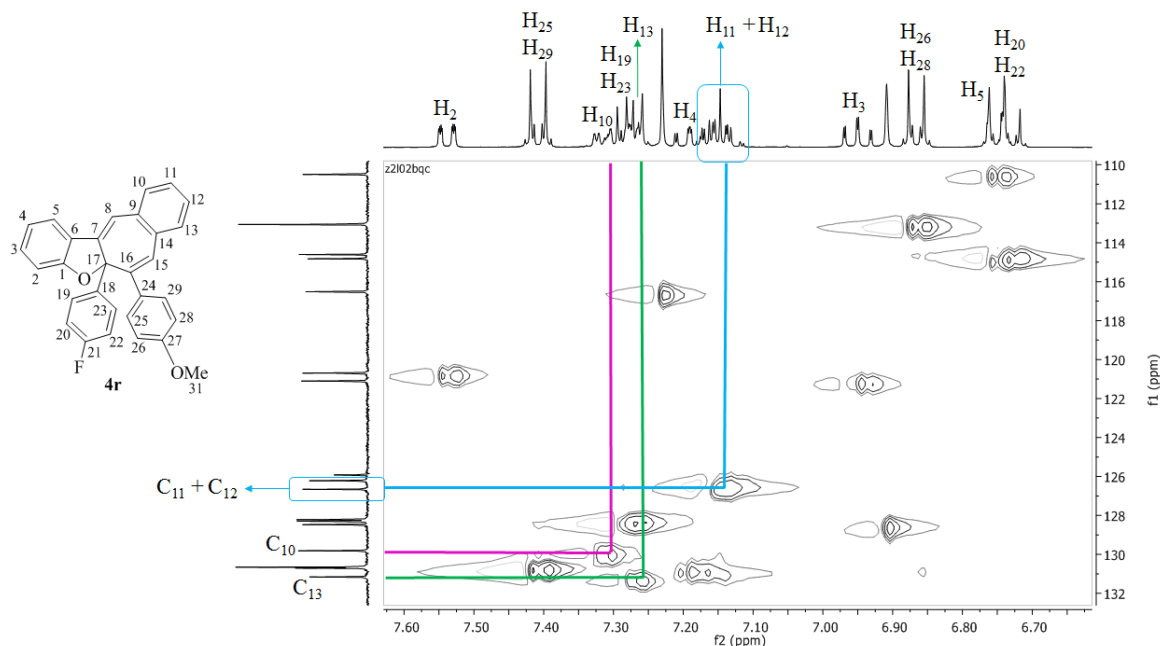 H25
H29
H13
H19
H23
H11 + H12
H26
H28
H20
H22
H2
H10
H4
H3
H5
z2l02bqc
110
112
114
116
118
120
122
124
126
128
130
132
f1 (ppm)
7.60
7.50
7.40
7.30
7.20
7.10
7.00
6.90
6.80
6.70
f2 (ppm)
C11 + C12
C10
C13
11
10
12
8
9
5
4
13
7
6
14
3
16
17
15
2
1
O
24
18
29
19
23
25
28
20
22
26
27
21
F
OMe
31
4r